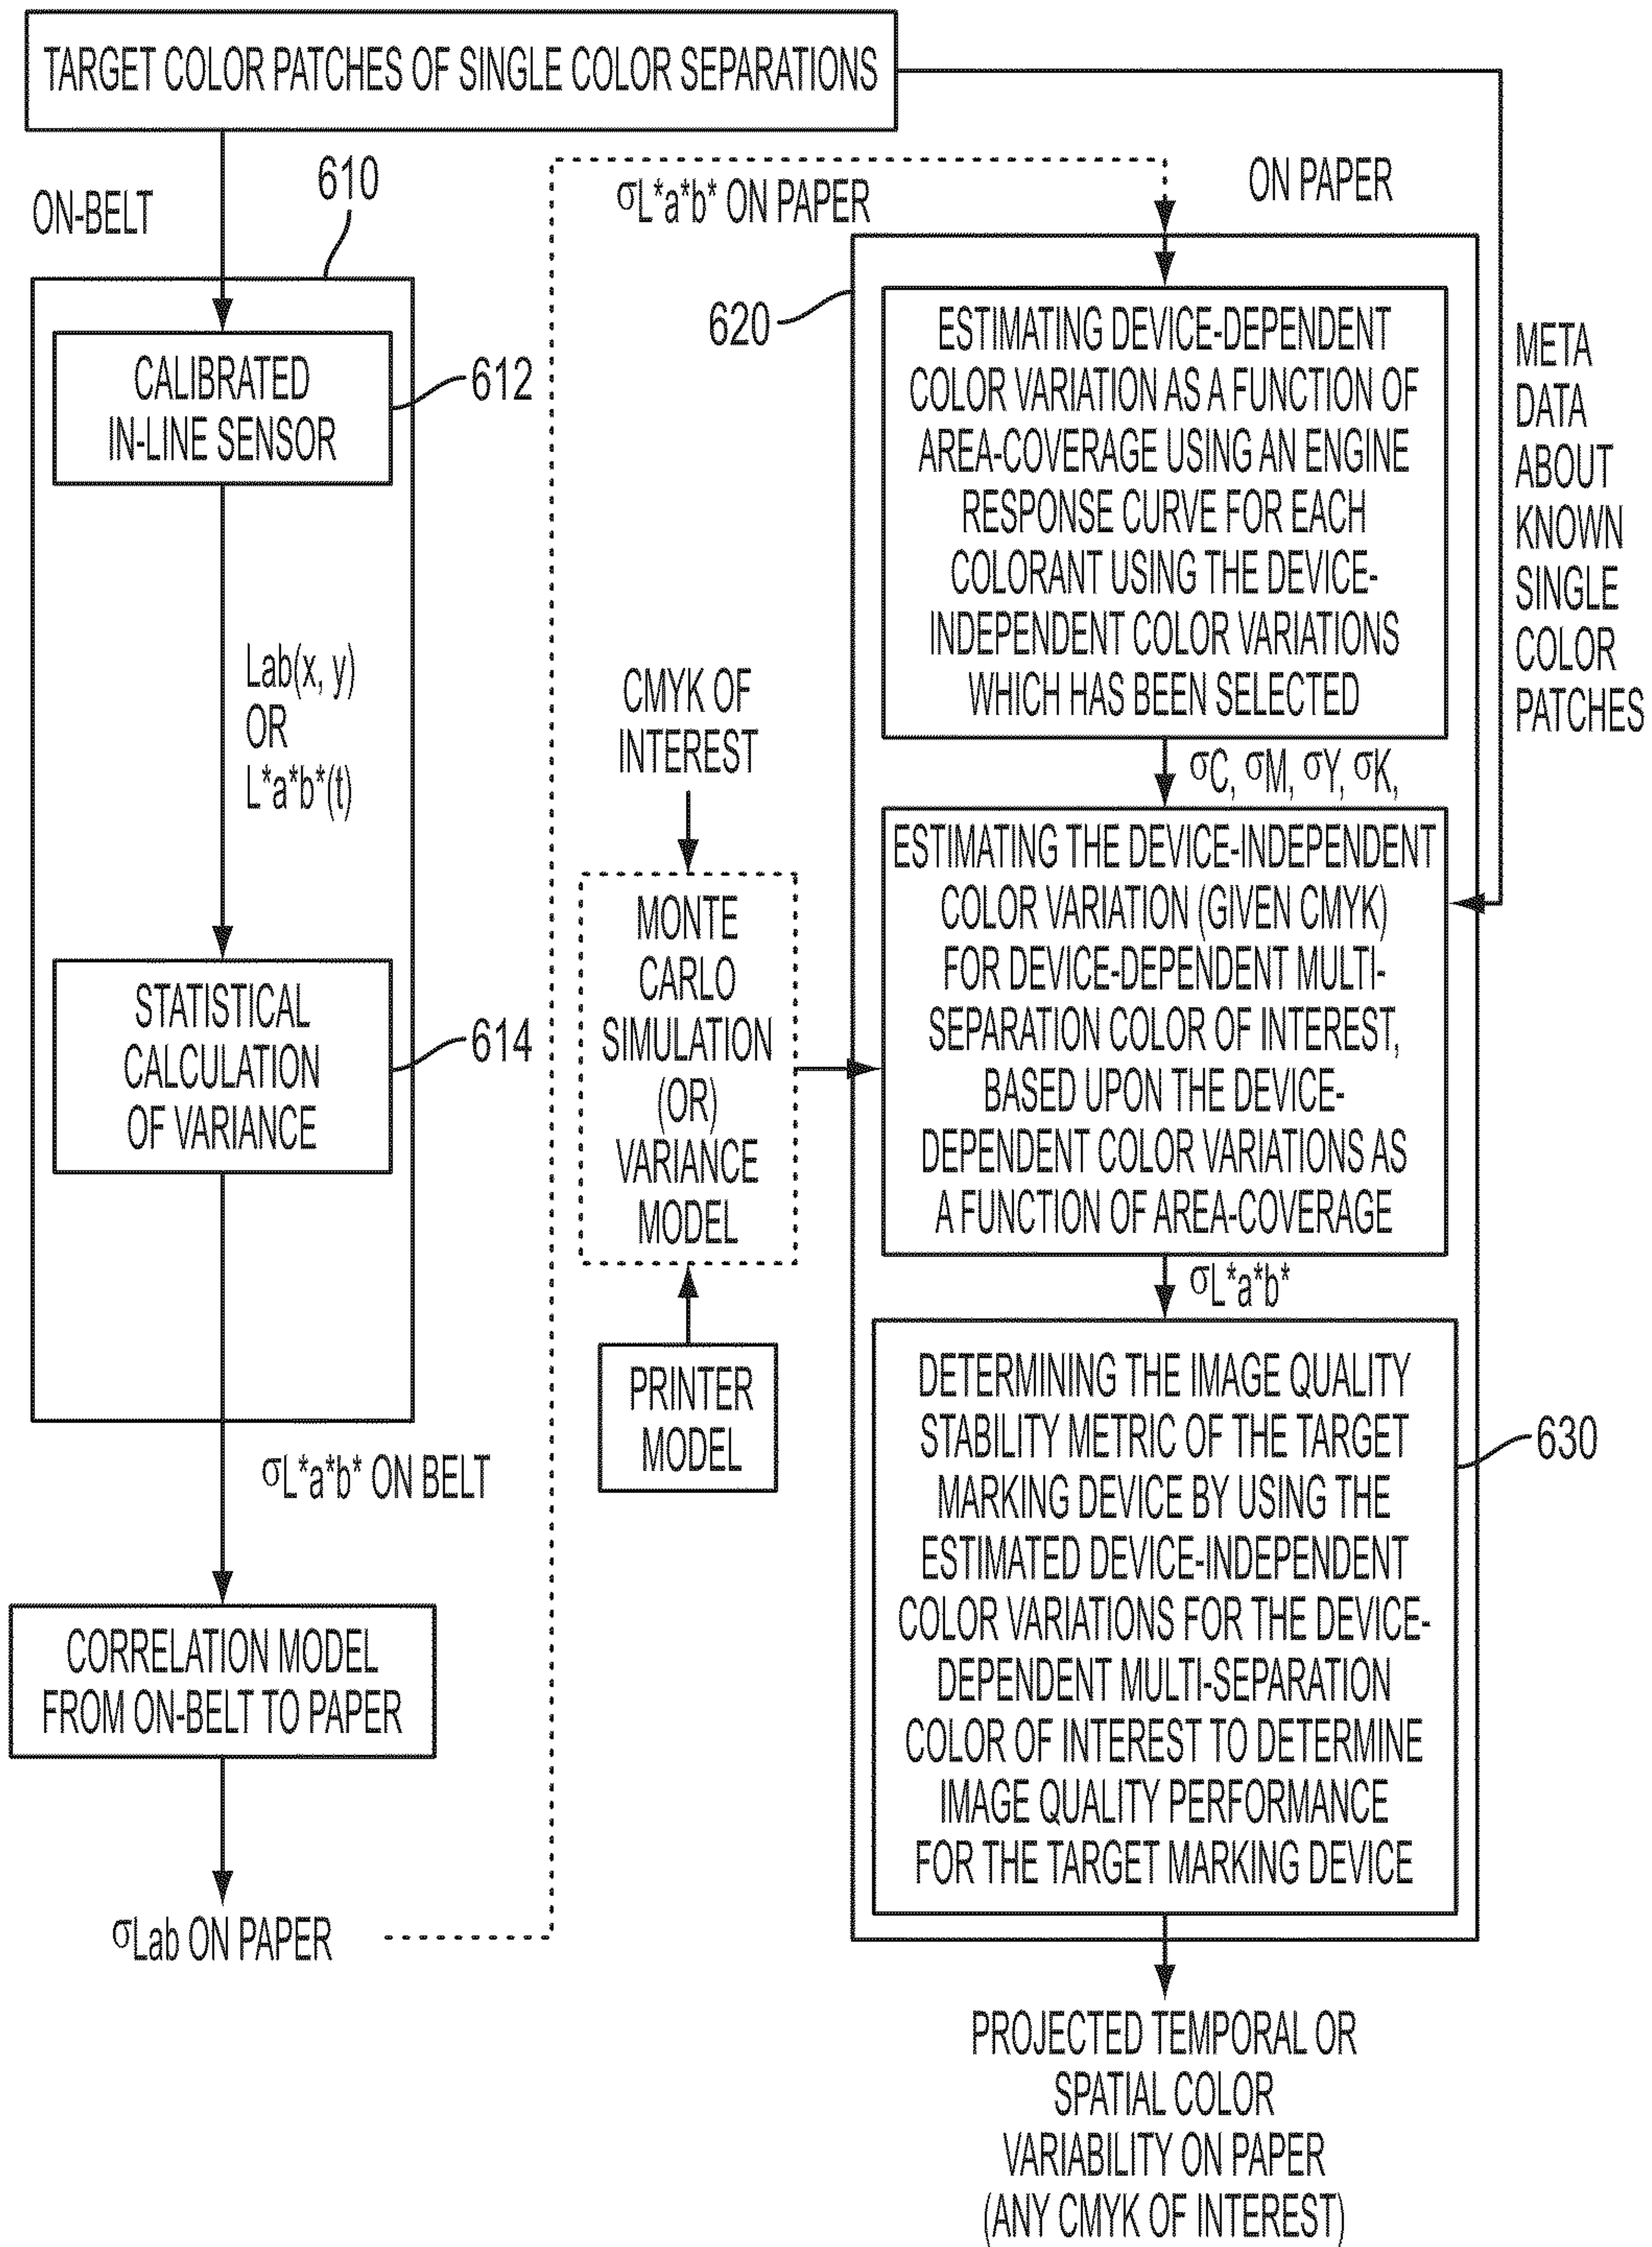 TARGET COLOR PATCHES OF SINGLE COLOR SEPARATIONS
ON-BELT
610
CALIBRATED
IN-LINE SENSOR
612
Lab(x, y)
OR
L*a*b*(t)
STATISTICAL
CALCULATION
OF VARIANCE
614
σL*a*b* ON BELT
CORRELATION MODEL
FROM ON-BELT TO PAPER
σLab ON PAPER
σL*a*b* ON PAPER
ON PAPER
620
ESTIMATING DEVICE-DEPENDENT
COLOR VARIATION AS A FUNCTION OF
AREA-COVERAGE USING AN ENGINE
RESPONSE CURVE FOR EACH
COLORANT USING THE DEVICE-
INDEPENDENT COLOR VARIATIONS
WHICH HAS BEEN SELECTED
META
DATA
ABOUT
KNOWN
SINGLE
COLOR
PATCHES
σC, σM, σY, σK,
CMYK OF
INTEREST
MONTE
CARLO
SIMULATION
(OR)
VARIANCE
MODEL
PRINTER
MODEL
ESTIMATING THE DEVICE-INDEPENDENT
COLOR VARIATION (GIVEN CMYK)
FOR DEVICE-DEPENDENT MULTI-
SEPARATION COLOR OF INTEREST,
BASED UPON THE DEVICE-
DEPENDENT COLOR VARIATIONS AS
A FUNCTION OF AREA-COVERAGE
σL*a*b*
DETERMINING THE IMAGE QUALITY
STABILITY METRIC OF THE TARGET
MARKING DEVICE BY USING THE
ESTIMATED DEVICE-INDEPENDENT
COLOR VARIATIONS FOR THE DEVICE-
DEPENDENT MULTI-SEPARATION
COLOR OF INTEREST TO DETERMINE
IMAGE QUALITY PERFORMANCE
FOR THE TARGET MARKING DEVICE
630
PROJECTED TEMPORAL OR
SPATIAL COLOR
VARIABILITY ON PAPER
(ANY CMYK OF INTEREST)